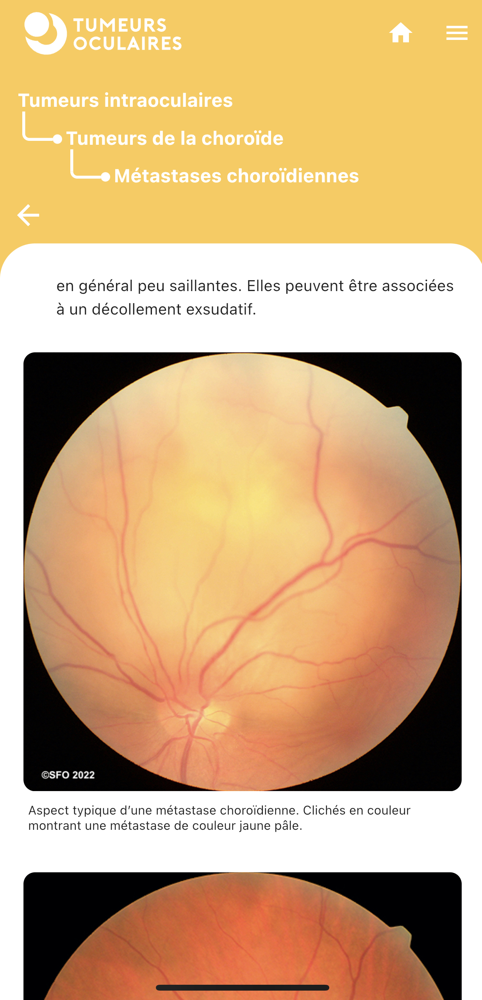 TUMEURS
OCULAIRES
Tumeurs intraoculaires
Tumeurs de la choroïde
Métastases choroïdiennes
en général peu saillantes. Elles peuvent être associées
à un décollement exsudatif.
©SFO 2022
Aspect typique d’une métastase choroïdienne. Clichés en couleur
montrant une métastase de couleur jaune pâle.